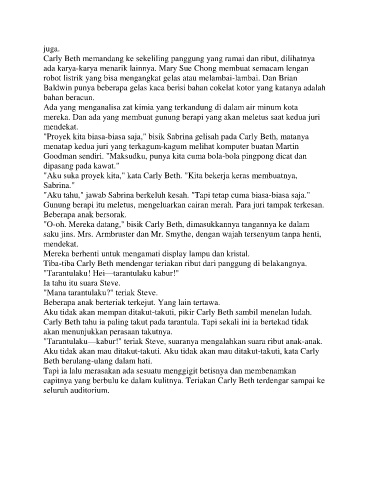 juga.
Carly Beth memandang ke sekeliling panggung yang ramai dan ribut, dilihatnya
ada karya-karya menarik lainnya. Mary Sue Chong membuat semacam lengan
robot listrik yang bisa mengangkat gelas atau melambai-lambai. Dan Brian
Baldwin punya beberapa gelas kaca berisi bahan cokelat kotor yang katanya adalah
bahan beracun.
Ada yang menganalisa zat kimia yang terkandung di dalam air minum kota
mereka. Dan ada yang membuat gunung berapi yang akan meletus saat kedua juri
mendekat.
"Proyek kita biasa-biasa saja," bisik Sabrina gelisah pada Carly Beth, matanya
menatap kedua juri yang terkagum-kagum melihat komputer buatan Martin
Goodman sendiri. "Maksudku, punya kita cuma bola-bola pingpong dicat dan
dipasang pada kawat."
"Aku suka proyek kita," kata Carly Beth. "Kita bekerja keras membuatnya,
Sabrina."
"Aku tahu," jawab Sabrina berkeluh kesah. "Tapi tetap cuma biasa-biasa saja."
Gunung berapi itu meletus, mengeluarkan cairan merah. Para juri tampak terkesan.
Beberapa anak bersorak.
"O-oh. Mereka datang," bisik Carly Beth, dimasukkannya tangannya ke dalam
saku jins. Mrs. Armbruster dan Mr. Smythe, dengan wajah tersenyum tanpa henti,
mendekat.
Mereka berhenti untuk mengamati display lampu dan kristal.
Tiba-tiba Carly Beth mendengar teriakan ribut dari panggung di belakangnya.
"Tarantulaku! Hei—tarantulaku kabur!"
Ia tahu itu suara Steve.
"Mana tarantulaku?" teriak Steve.
Beberapa anak berteriak terkejut. Yang lain tertawa.
Aku tidak akan mempan ditakut-takuti, pikir Carly Beth sambil menelan ludah.
Carly Beth tahu ia paling takut pada tarantula. Tapi sekali ini ia bertekad tidak
akan menunjukkan perasaan takutnya.
"Tarantulaku—kabur!" teriak Steve, suaranya mengalahkan suara ribut anak-anak.
Aku tidak akan mau ditakut-takuti. Aku tidak akan mau ditakut-takuti, kata Carly
Beth berulang-ulang dalam hati.
Tapi ia lalu merasakan ada sesuatu menggigit betisnya dan membenamkan
capitnya yang berbulu ke dalam kulitnya. Teriakan Carly Beth terdengar sampai ke
seluruh auditorium.